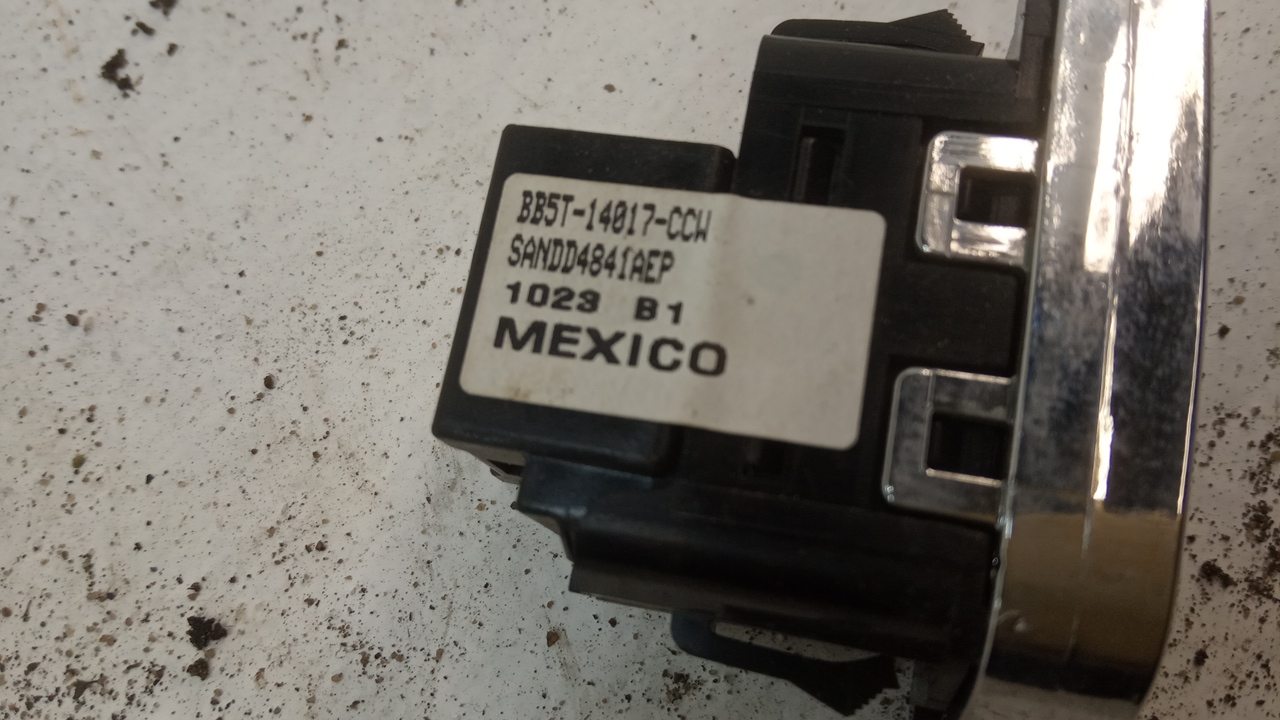 BB5T-14017-CCW
SANDD4841AEP
1023 B1
MEXICO